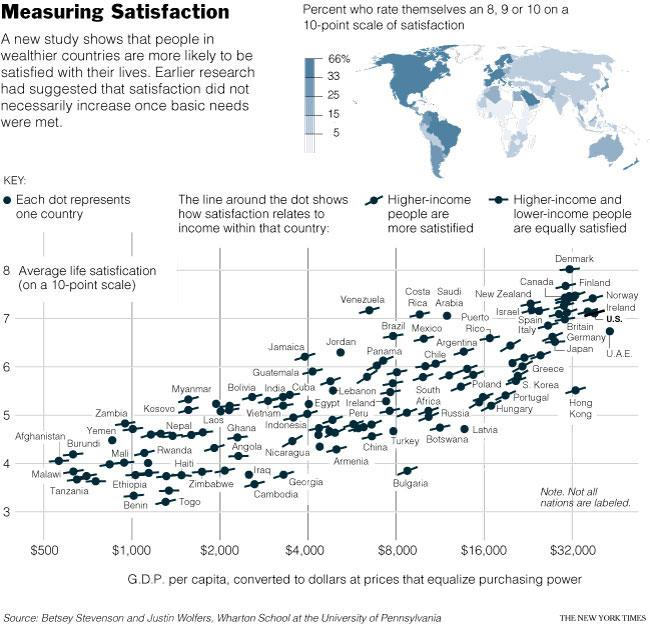 Measuring Satisfaction
A new study shows that people in
wealthier countries are more likely to be
satisfied with their lives. Earlier research
had suggested that satisfaction did not
necessarily increase once basic needs
were met.
Percent who rate themselves an 8, 9 or 10 on a
10-point scale of satisfaction
66%
33
25
15
5
KEY:
Each dot represents
one country
The line around the dot shows
how satisfaction relates to
income within that country:
Higher-income
people are
more satistified
Higher-income and
lower-income people
are equally satisfied
Average life satisfication
(on a 10-point scale)
8
7
6
5
4
3
Denmark
Canada
Finland
New Zealand
Norway
Israel
Ireland
U.S.
Spain
Italy
Britain
Germany
Japan
U.A.E.
Venezuela
Costa
Rica
Saudi
Arabia
Puerto
Rico
Brazil
Mexico
Argentina
Jamaica
Jordan
Panama
Chile
Guatemala
Greece
Myanmar
Bolivia
India
Cuba
Lebanon
South
Africa
Poland
S. Korea
Portugal
Hungary
Hong
Kong
Kosovo
Laos
Vietnam
Egypt
Ireland
Zambia
Yemen
Nepal
Ghana
Indonesia
Peru
Russia
Afghanistan
Burundi
Mali
Rwanda
Angola
Nicaragua
Armenia
China
Turkey
Botswana
Latvia
Malawi
Tanzania
Ethiopia
Haiti
Zimbabwe
Iraq
Cambodia
Georgia
Bulgaria
Benin
Togo
Note. Not all
nations are labeled.
$500
$1,000
$2,000
$4,000
$8,000
$16,000
$32,000
G.D.P. per capita, converted to dollars at prices that equalize purchasing power
Source: Betsey Stevenson and Justin Wolfers, Wharton School at the University of Pennsylvania
THE NEW YORK TIMES